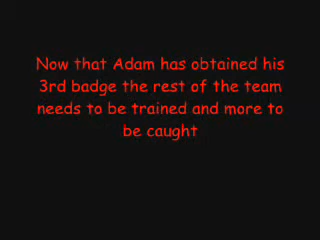 Now that Adam has obtained his
3rd badge the rest of the team
needs to be trained and more to
be caught